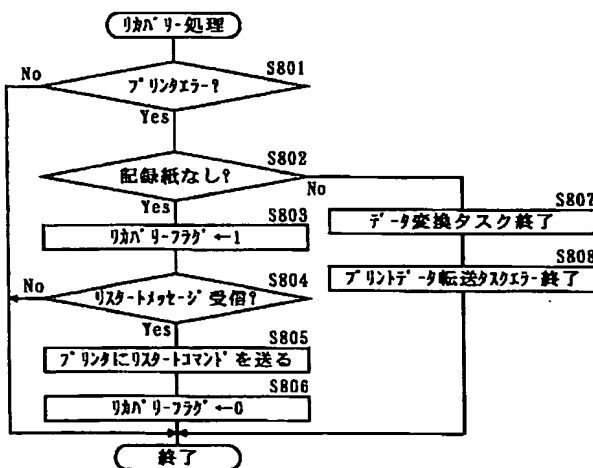 リカバリー処理
S801
No
プリンタエラー?
Yes
S802
記録紙なし?
No
Yes
S803
リカバリーフラグ←1
S807
データ変換タスク終了
S804
No
リスタートメッセージ受信?
S808
プリントデータ転送タスクエラー終了
Yes
S805
プリンタにリスタートコマンドを送る
S806
リカバリーフラグ←0
終了